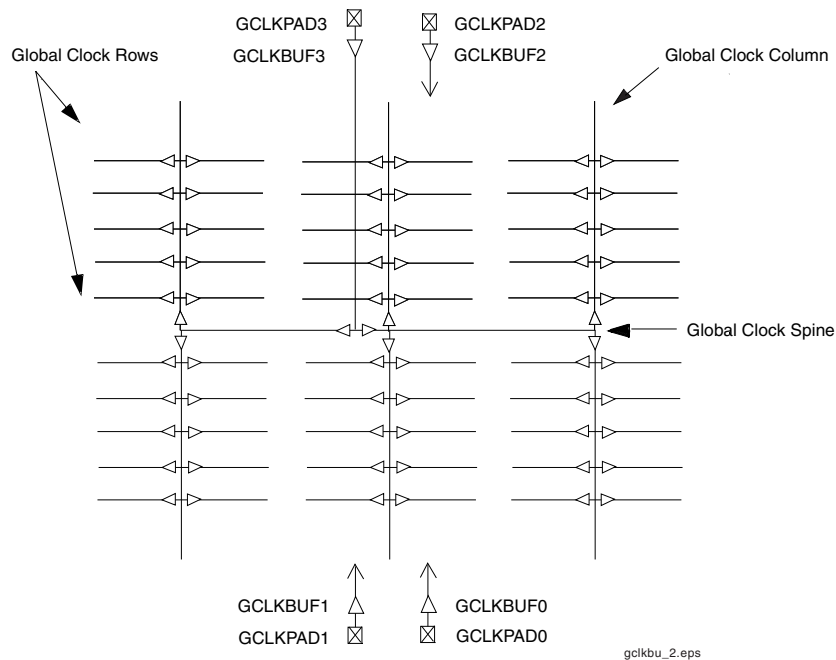 GCLKPAD3
GCLKPAD2
Global Clock Rows
GCLKBUF3
GCLKBUF2
Global Clock Column
Global Clock Spine
GCLKBUF1
GCLKBUF0
GCLKPAD1
GCLKPAD0
gclkbu_2.eps